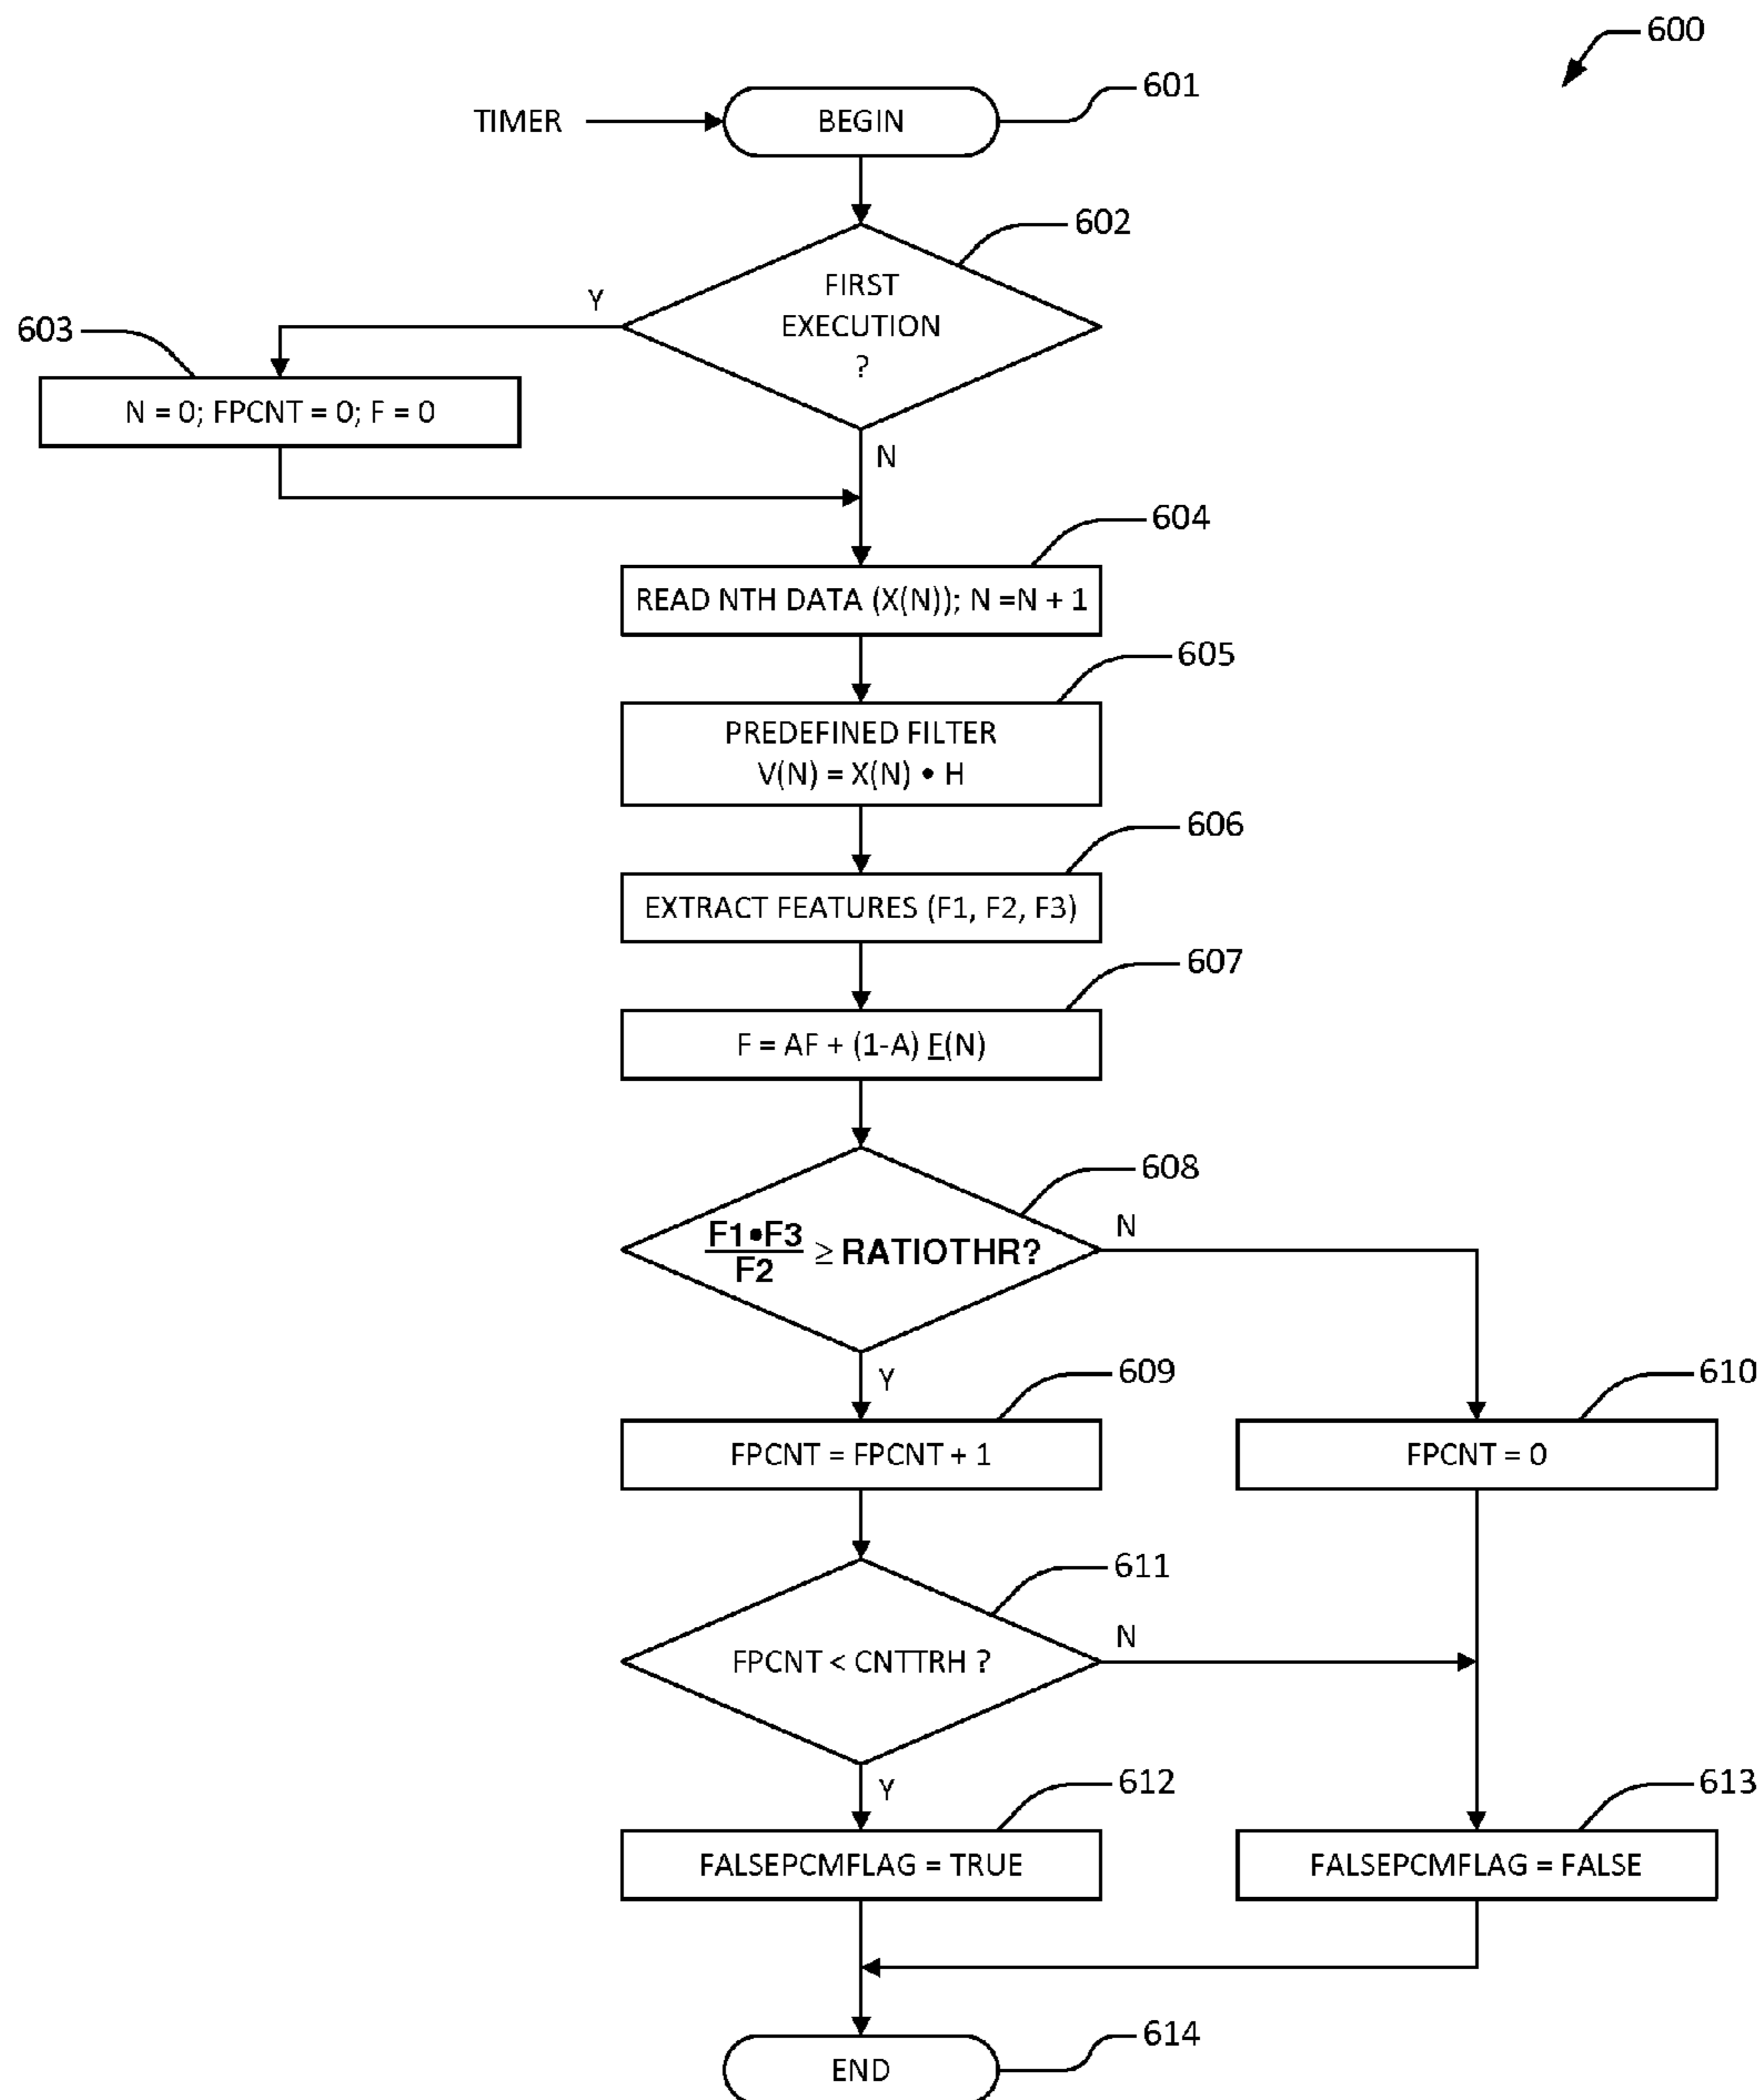 600
TIMER
BEGIN
601
602
FIRST
EXECUTION
?
Y
603
N = 0; FPCNT = 0; F = 0
N
604
READ NTH DATA (X(N)); N =N + 1
605
PREDEFINED FILTER
V(N) = X(N) • H
606
EXTRACT FEATURES (F1, F2, F3)
607
F = AF + (1-A) F(N)
608
F1•F3
F2
≥ RATIOTHR?
N
Y
609
FPCNT = FPCNT + 1
610
FPCNT = 0
611
FPCNT < CNTTRH ?
N
Y
612
FALSEPCMFLAG = TRUE
613
FALSEPCMFLAG = FALSE
614
END